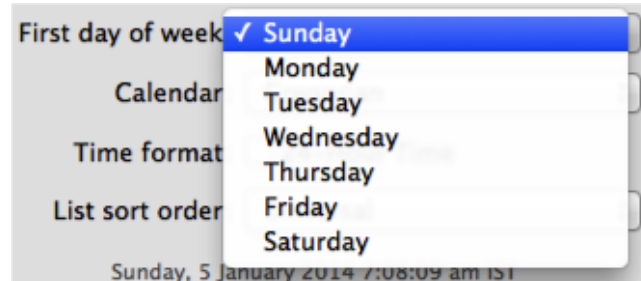 First day of week ✓ Sunday
Monday
Calendar:
Tuesday
Wednesday
Time format:
Thursday
List sort order:
Friday
Saturday
Sunday, 5 January 2014 7:08:09 am IST